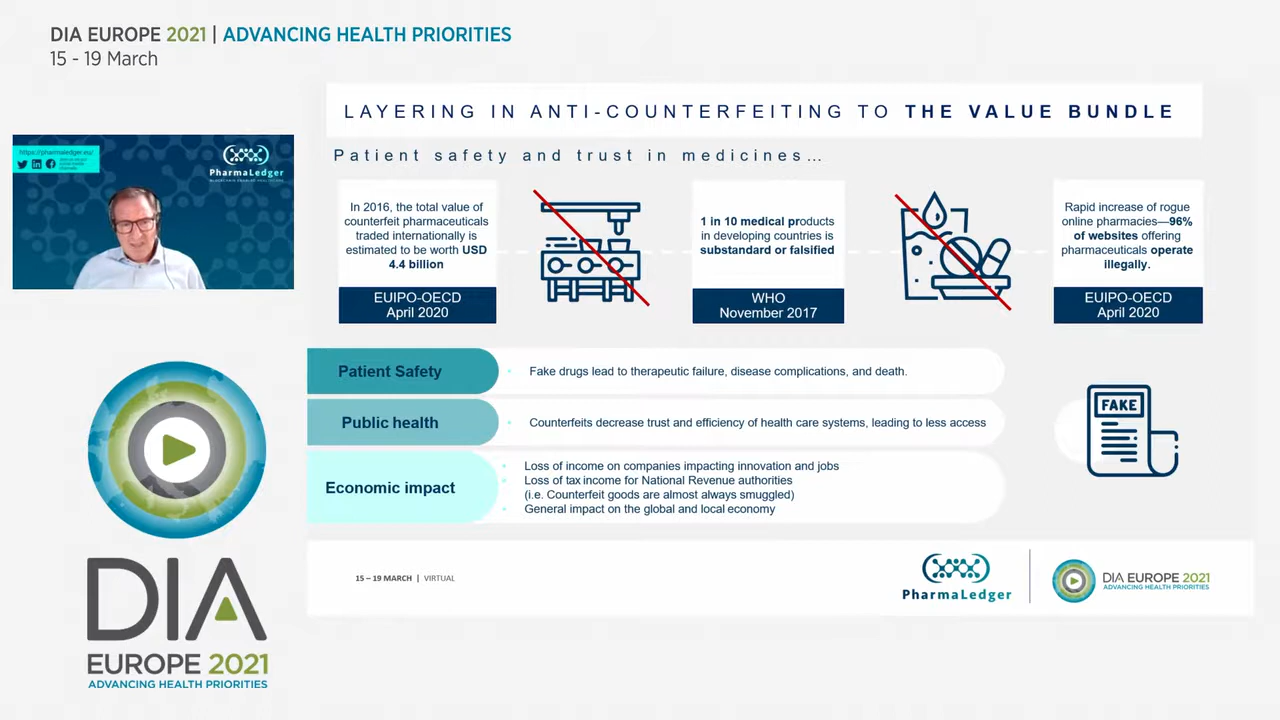 DIA EUROPE 2021 | ADVANCING HEALTH PRIORITIES
15 - 19 March
https://pharmaledger.eu/
PharmaLedger
LAYERING IN ANTI-COUNTERFEITING TO THE VALUE BUNDLE
Patient safety and trust in medicines...
In 2016, the total value of
counterfeit pharmaceuticals
traded internationally is
estimated to be worth USD
4.4 billion
EUIPO-OECD
April 2020
1 in 10 medical products
in developing countries is
substandard or falsified
WHO
November 2017
Rapid increase of rogue
online pharmacies—96%
of websites offering
pharmaceuticals operate
illegally.
EUIPO-OECD
April 2020
Patient Safety
• Fake drugs lead to therapeutic failure, disease complications, and death.
Public health
• Counterfeits decrease trust and efficiency of health care systems, leading to less access
Economic impact
• Loss of income on companies impacting innovation and jobs
• Loss of tax income for National Revenue authorities
(i.e. Counterfeit goods are almost always smuggled)
• General impact on the global and local economy
FAKE
15 – 19 MARCH | VIRTUAL
PharmaLedger
DIA EUROPE 2021
ADVANCING HEALTH PRIORITIES
DIA
EUROPE 2021
ADVANCING HEALTH PRIORITIES